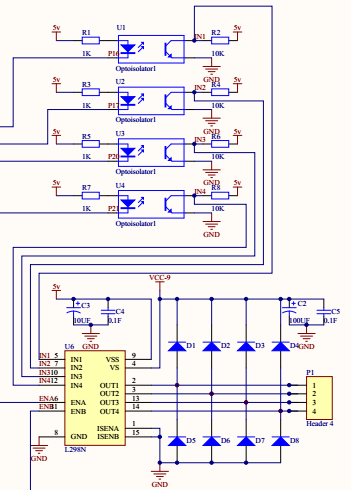 5v R1 U1 IN1 R2 5v
1K P16 10K
Optoisolator1 GND
5v R3 U2 IN2 R4 5v
1K P17 10K
Optoisolator1 GND
5v R5 U3 IN3 R6 5v
1K P20 10K
Optoisolator1 GND
5v R7 U4 IN4 R8 5v
1K P21 10K
Optoisolator1 GND
5v VCC-9
C3 C4 C2 C5
10UF 0.1F 100UF 0.1F
GND GND
U6 D1 D2 D3 D4
IN1 5 IN1 VSS 9
IN2 7 IN2 VS 4
IN3 10 IN3 P1
IN4 12 IN4 OUT1 2 1
OUT2 3 2
ENA 6 ENA OUT3 13 3
ENB 11 ENB OUT4 14 4
Header 4
ISENA 1
8 GND ISENB 15 D5 D6 D7 D8
GND L298N
GND